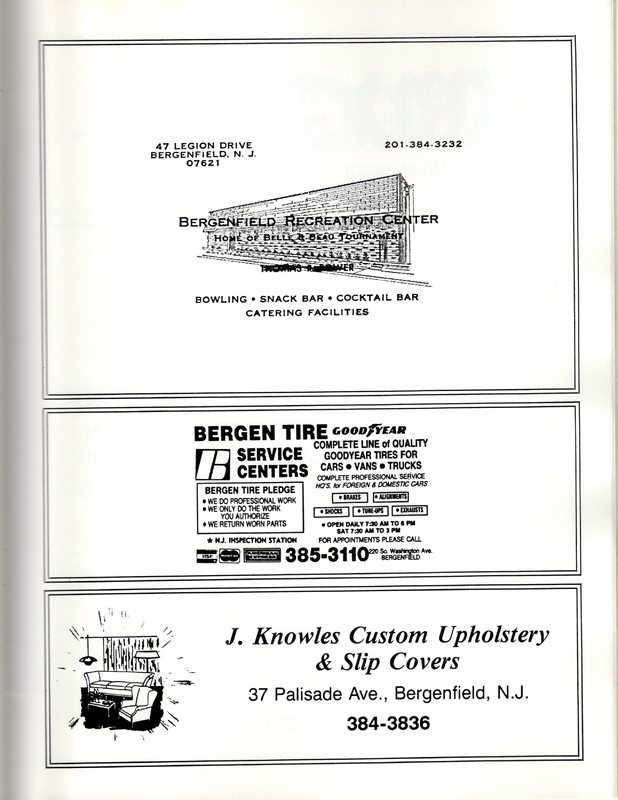 47 LEGION DRIVE
BERGENFIELD, N. J.
07621
201-384-3232
BERGENFIELD RECREATION CENTER
HOME OF BELLE & BEAU TOURNAMENT
THOMAS R.
BOWLING • SNACK BAR • COCKTAIL BAR
CATERING FACILITIES
BERGEN TIRE
SERVICE
CENTERS
BERGEN TIRE PLEDGE
• WE DO PROFESSIONAL WORK
• WE ONLY DO THE WORK
YOU AUTHORIZE
• WE RETURN WORN PARTS
★ N.J. INSPECTION STATION
GOODYEAR
COMPLETE LINE of QUALITY
GOODYEAR TIRES FOR
CARS • VANS • TRUCKS
COMPLETE PROFESSIONAL SERVICE
HQ'S. for FOREIGN & DOMESTIC CARS
• BRAKES • ALIGNMENTS
• SHOCKS • TUNE-UPS • EXHAUSTS
• OPEN DAILY 7:30 AM TO 6 PM
SAT 7:30 AM TO 3 PM
FOR APPOINTMENTS PLEASE CALL
VISA
385-3110
220 So. Washington Ave.
BERGENFIELD
J. Knowles Custom Upholstery
& Slip Covers
37 Palisade Ave., Bergenfield, N.J.
384-3836